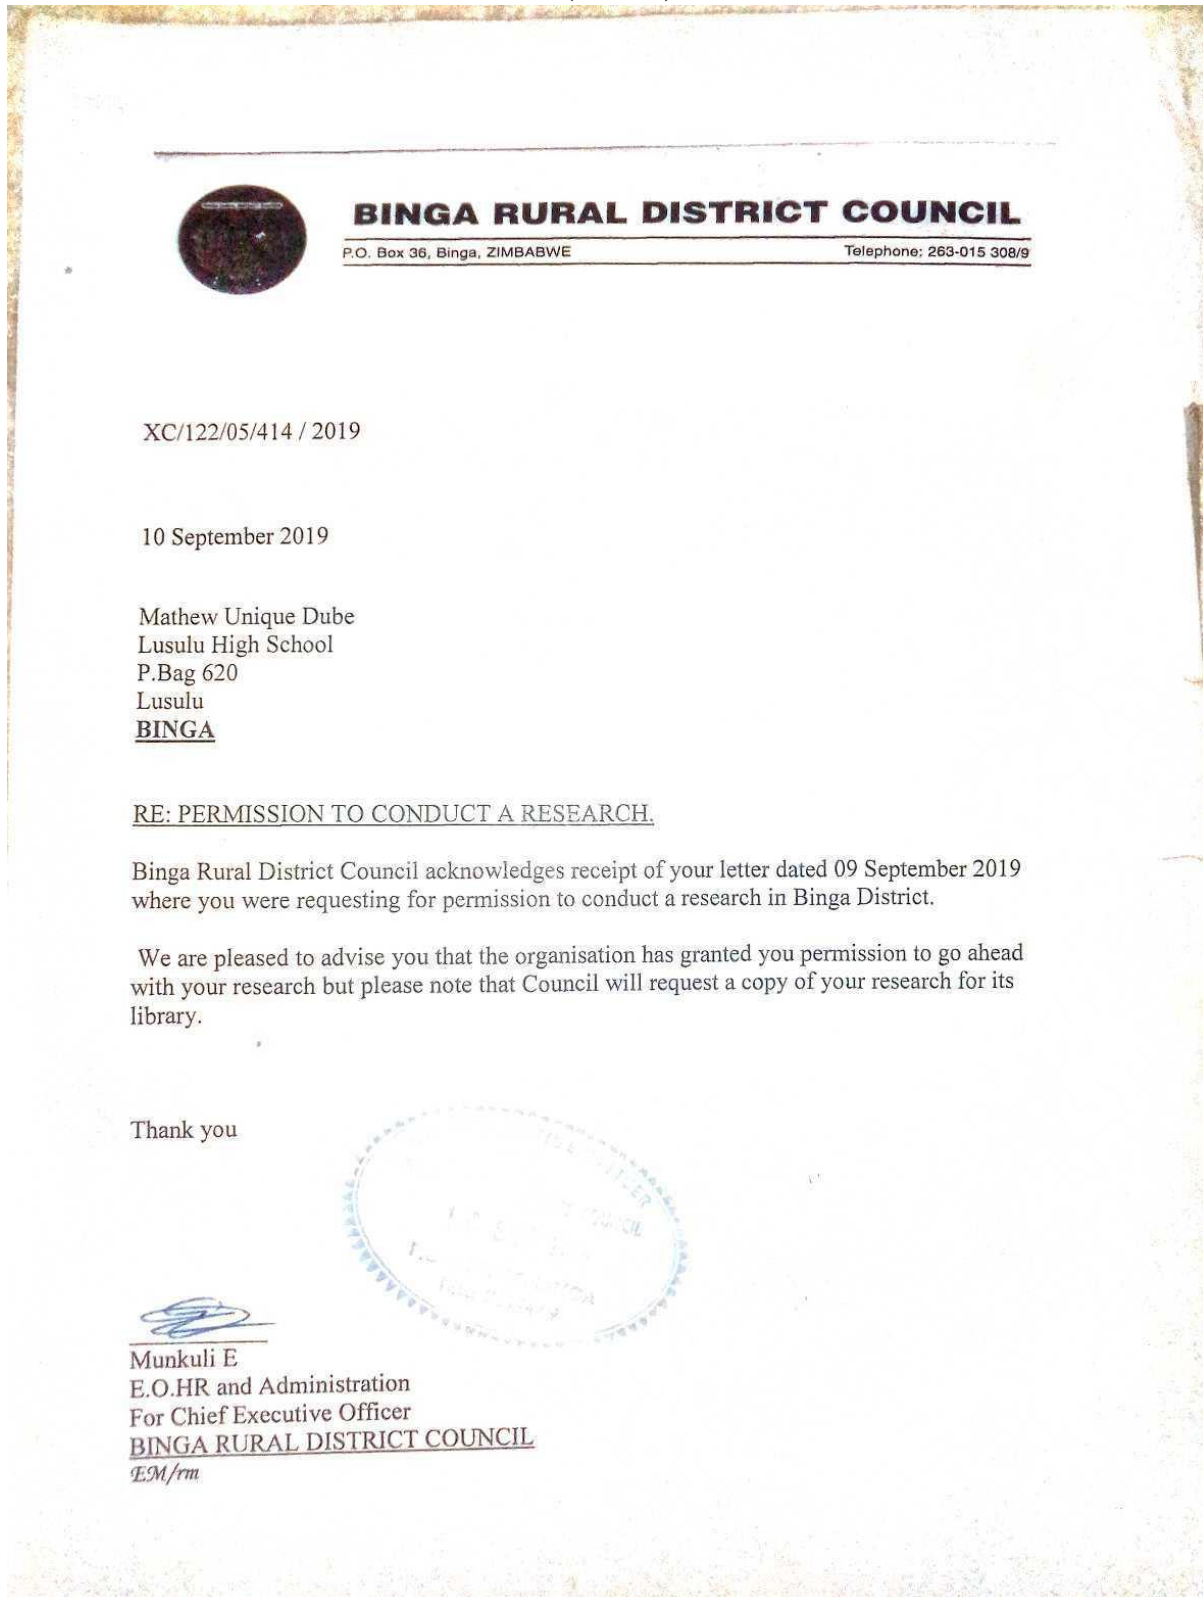 BINGA RURAL DISTRICT COUNCIL
P.O. Box 36, Binga, ZIMBABWE Telephone: 263-015 308/9
XC/122/05/414 / 2019
10 September 2019
Mathew Unique Dube
Lusulu High School
P.Bag 620
Lusulu
BINGA
RE: PERMISSION TO CONDUCT A RESEARCH.
Binga Rural District Council acknowledges receipt of your letter dated 09 September 2019
where you were requesting for permission to conduct a research in Binga District.
We are pleased to advise you that the organisation has granted you permission to go ahead
with your research but please note that Council will request a copy of your research for its
library.
Thank you
Munkuli E
E.O.HR and Administration
For Chief Executive Officer
BINGA RURAL DISTRICT COUNCIL
EM/rm